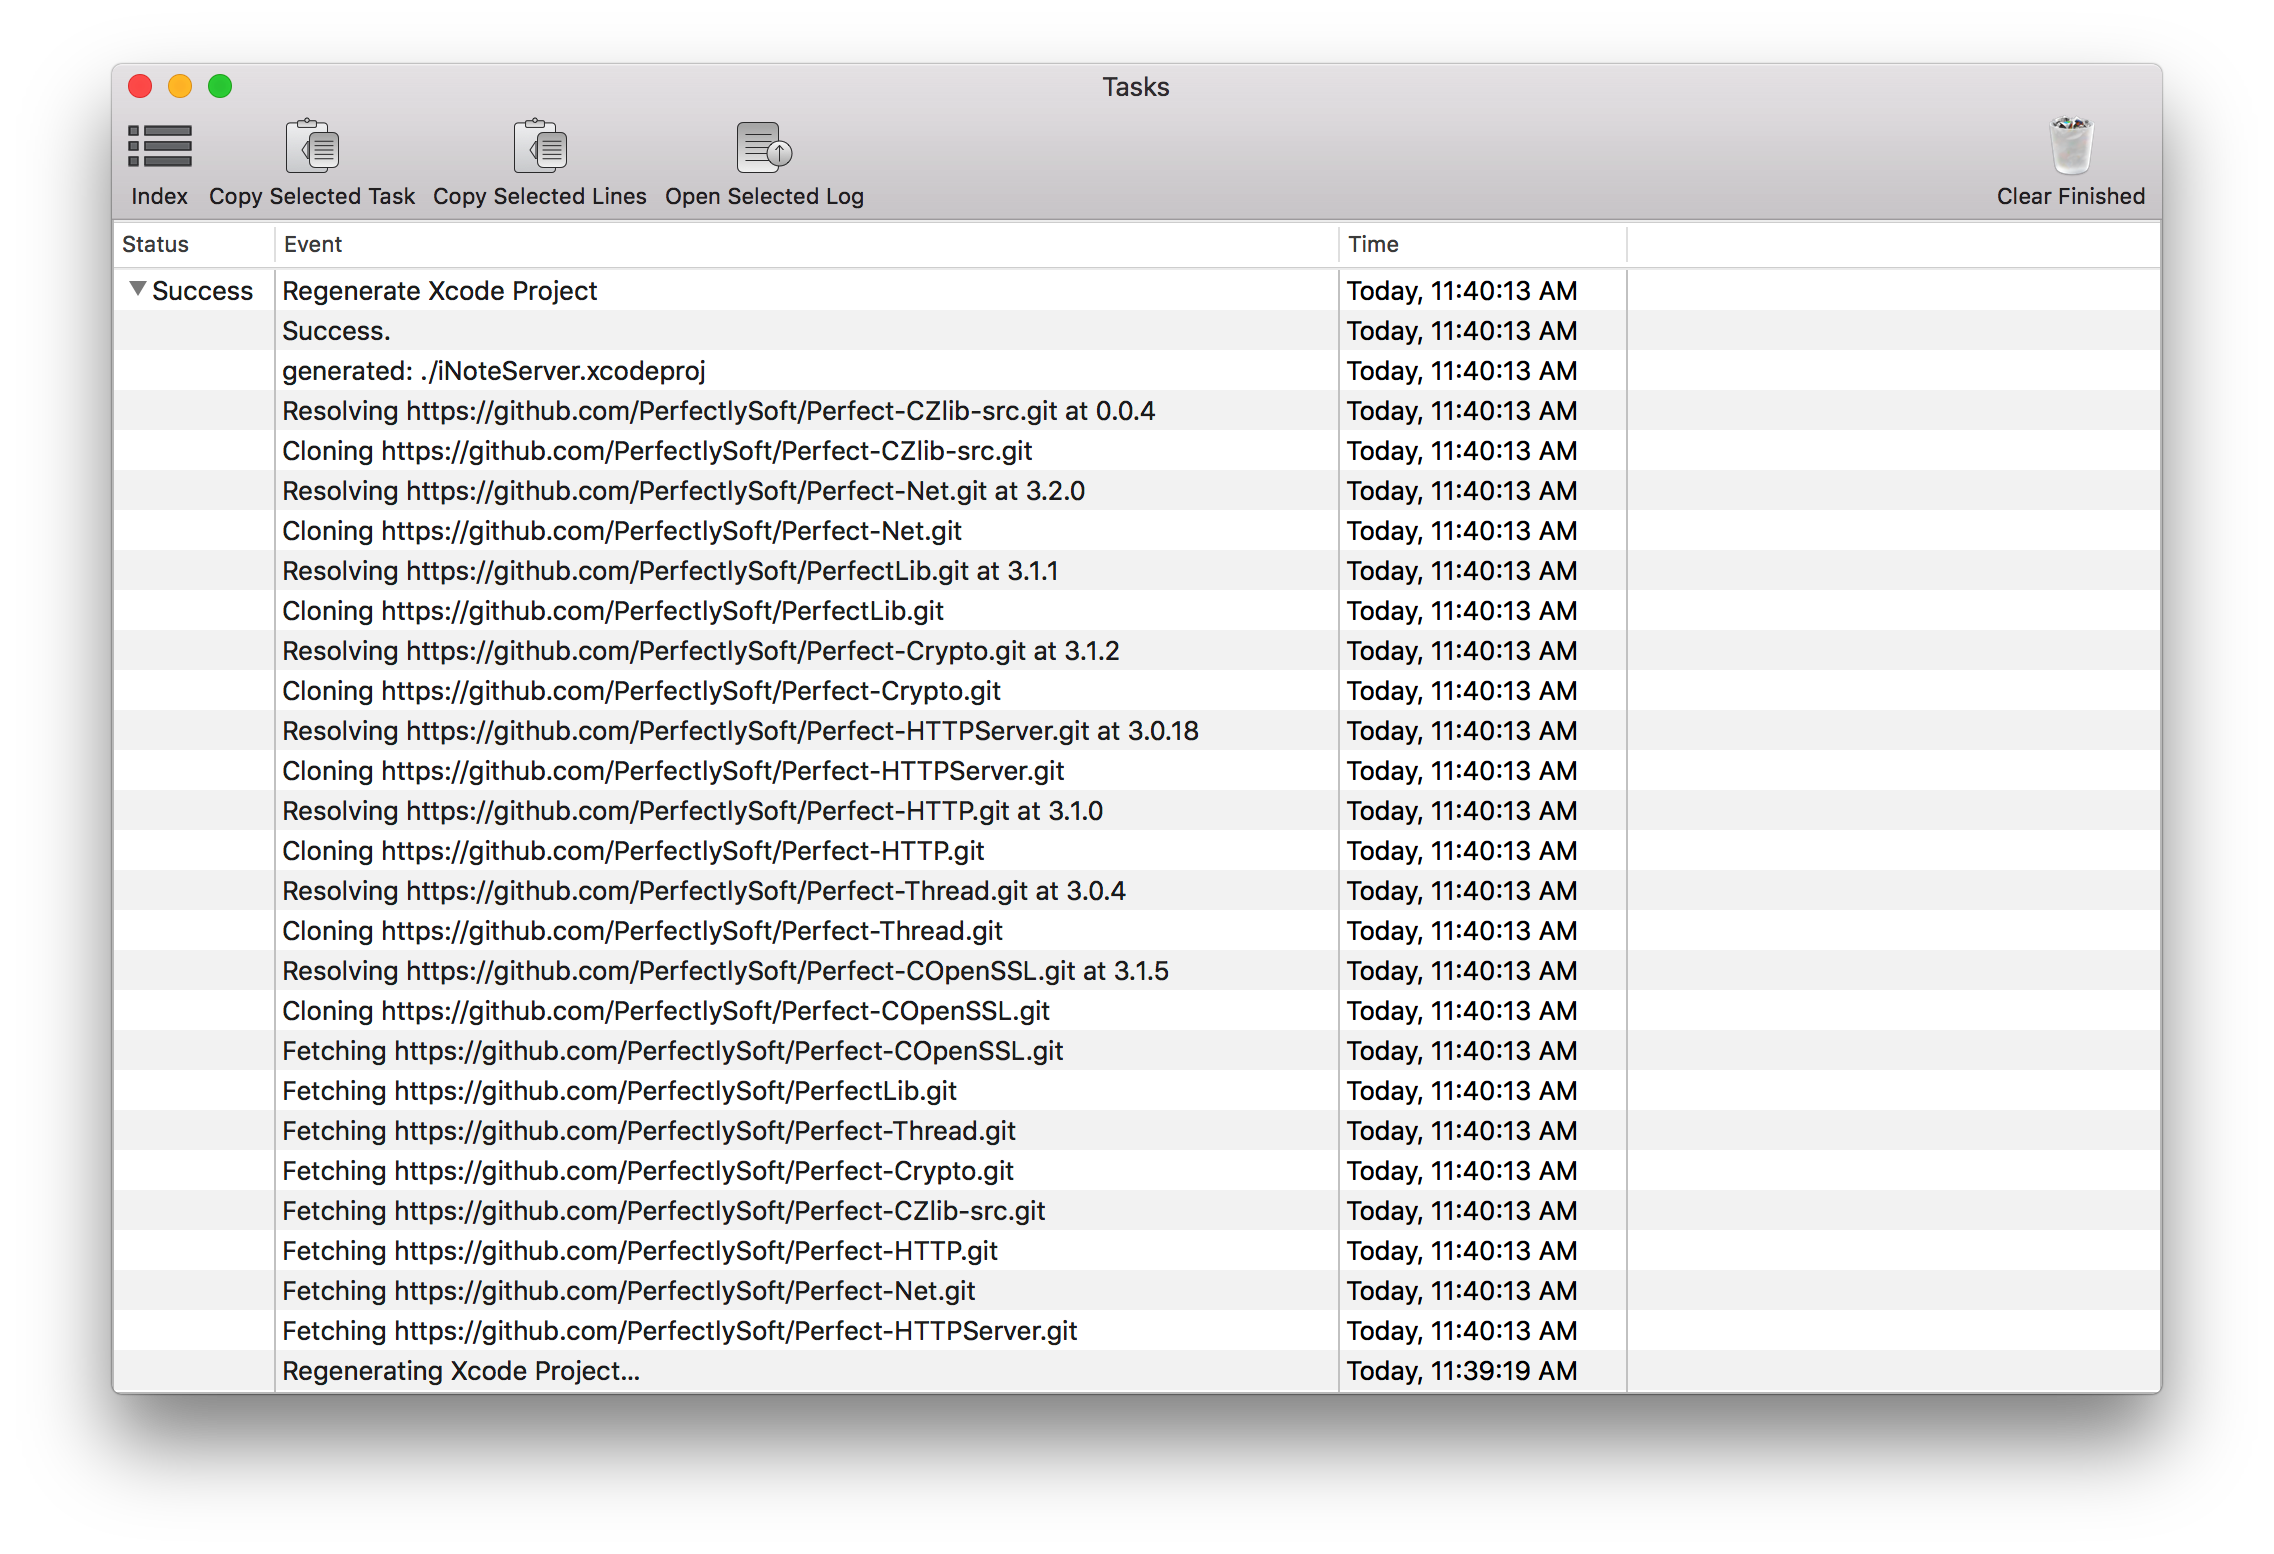 Tasks
Index Copy Selected Task Copy Selected Lines Open Selected Log Clear Finished
Status Event Time
Success Regenerate Xcode Project Today, 11:40:13 AM
Success. Today, 11:40:13 AM
generated: ./iNoteServer.xcodeproj Today, 11:40:13 AM
Resolving https://github.com/PerfectlySoft/Perfect-CZlib-src.git at 0.0.4 Today, 11:40:13 AM
Cloning https://github.com/PerfectlySoft/Perfect-CZlib-src.git Today, 11:40:13 AM
Resolving https://github.com/PerfectlySoft/Perfect-Net.git at 3.2.0 Today, 11:40:13 AM
Cloning https://github.com/PerfectlySoft/Perfect-Net.git Today, 11:40:13 AM
Resolving https://github.com/PerfectlySoft/PerfectLib.git at 3.1.1 Today, 11:40:13 AM
Cloning https://github.com/PerfectlySoft/PerfectLib.git Today, 11:40:13 AM
Resolving https://github.com/PerfectlySoft/Perfect-Crypto.git at 3.1.2 Today, 11:40:13 AM
Cloning https://github.com/PerfectlySoft/Perfect-Crypto.git Today, 11:40:13 AM
Resolving https://github.com/PerfectlySoft/Perfect-HTTPServer.git at 3.0.18 Today, 11:40:13 AM
Cloning https://github.com/PerfectlySoft/Perfect-HTTPServer.git Today, 11:40:13 AM
Resolving https://github.com/PerfectlySoft/Perfect-HTTP.git at 3.1.0 Today, 11:40:13 AM
Cloning https://github.com/PerfectlySoft/Perfect-HTTP.git Today, 11:40:13 AM
Resolving https://github.com/PerfectlySoft/Perfect-Thread.git at 3.0.4 Today, 11:40:13 AM
Cloning https://github.com/PerfectlySoft/Perfect-Thread.git Today, 11:40:13 AM
Resolving https://github.com/PerfectlySoft/Perfect-COpenSSL.git at 3.1.5 Today, 11:40:13 AM
Cloning https://github.com/PerfectlySoft/Perfect-COpenSSL.git Today, 11:40:13 AM
Fetching https://github.com/PerfectlySoft/Perfect-COpenSSL.git Today, 11:40:13 AM
Fetching https://github.com/PerfectlySoft/PerfectLib.git Today, 11:40:13 AM
Fetching https://github.com/PerfectlySoft/Perfect-Thread.git Today, 11:40:13 AM
Fetching https://github.com/PerfectlySoft/Perfect-Crypto.git Today, 11:40:13 AM
Fetching https://github.com/PerfectlySoft/Perfect-CZlib-src.git Today, 11:40:13 AM
Fetching https://github.com/PerfectlySoft/Perfect-HTTP.git Today, 11:40:13 AM
Fetching https://github.com/PerfectlySoft/Perfect-Net.git Today, 11:40:13 AM
Fetching https://github.com/PerfectlySoft/Perfect-HTTPServer.git Today, 11:40:13 AM
Regenerating Xcode Project... Today, 11:39:19 AM